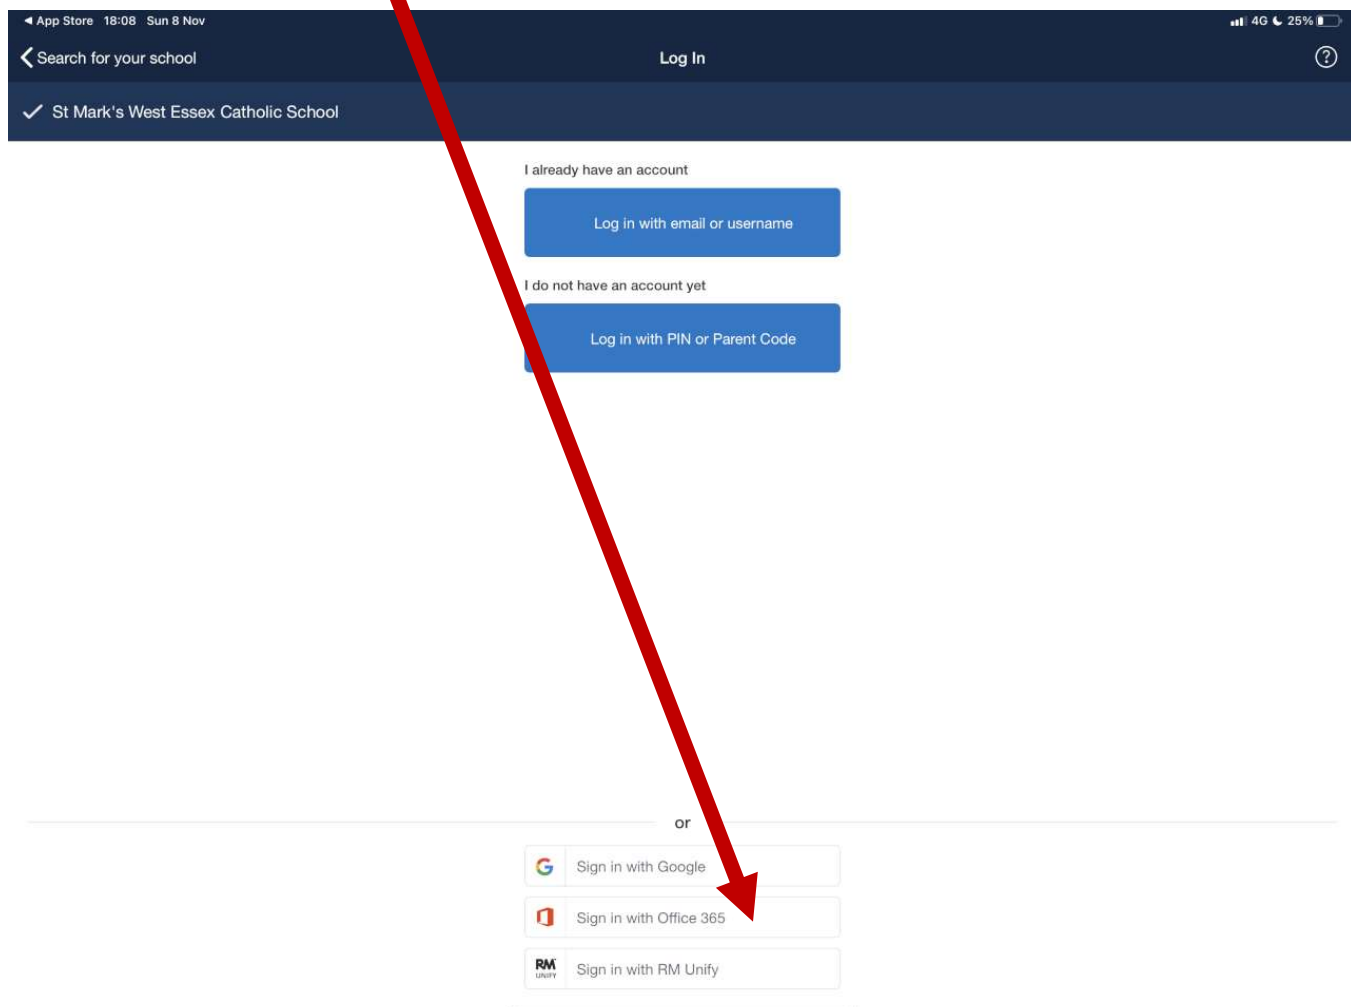 App Store 18:08 Sun 8 Nov 4G 25%
Search for your school Log In ?
St Mark's West Essex Catholic School
I already have an account
Log in with email or username
I do not have an account yet
Log in with PIN or Parent Code
or
G Sign in with Google
Sign in with Office 365
RM UNIFY Sign in with RM Unify